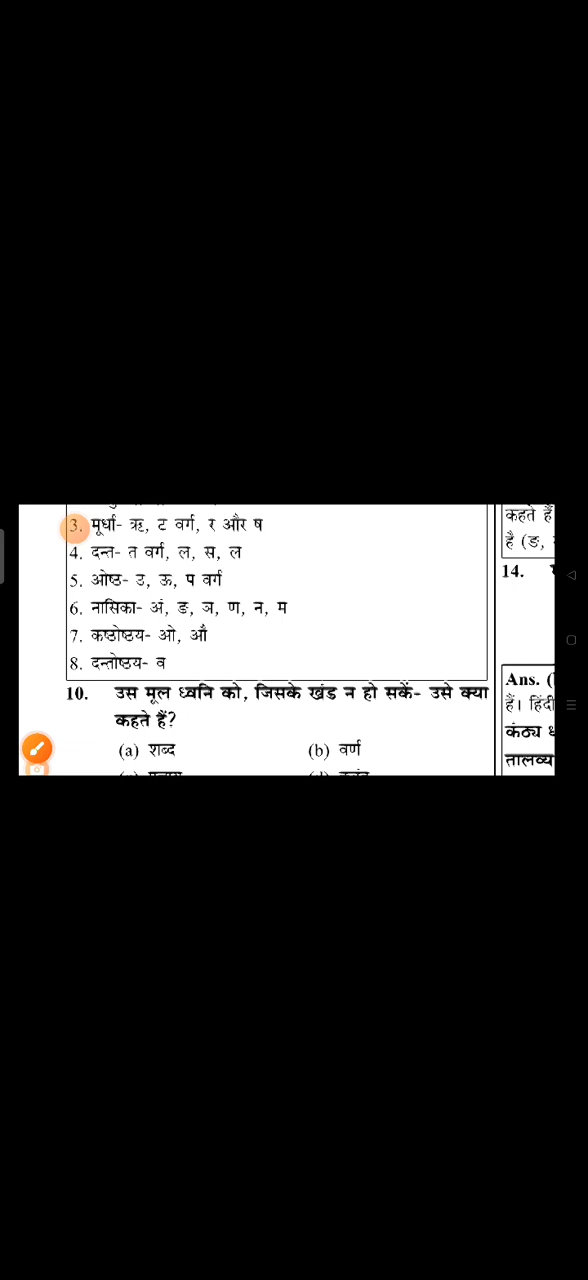 3. मूर्धा- ऋ, ट वर्ग, र और ष
4. दन्त- त वर्ग, ल, स, ल
5. ओष्ठ- उ, ऊ, प वर्ग
6. नासिका- अं, ङ, ञ, ण, न, म
7. कण्ठोष्ठय- ओ, औ
8. दन्तोष्ठय- व
10. उस मूल ध्वनि को, जिसके खंड न हो सकें- उसे क्या
कहते हैं?
(a) शब्द (b) वर्ण
कहते हैं
है (ङ,
14.
Ans. (
हैं। हिंदी
कंठ्य
तालव्य